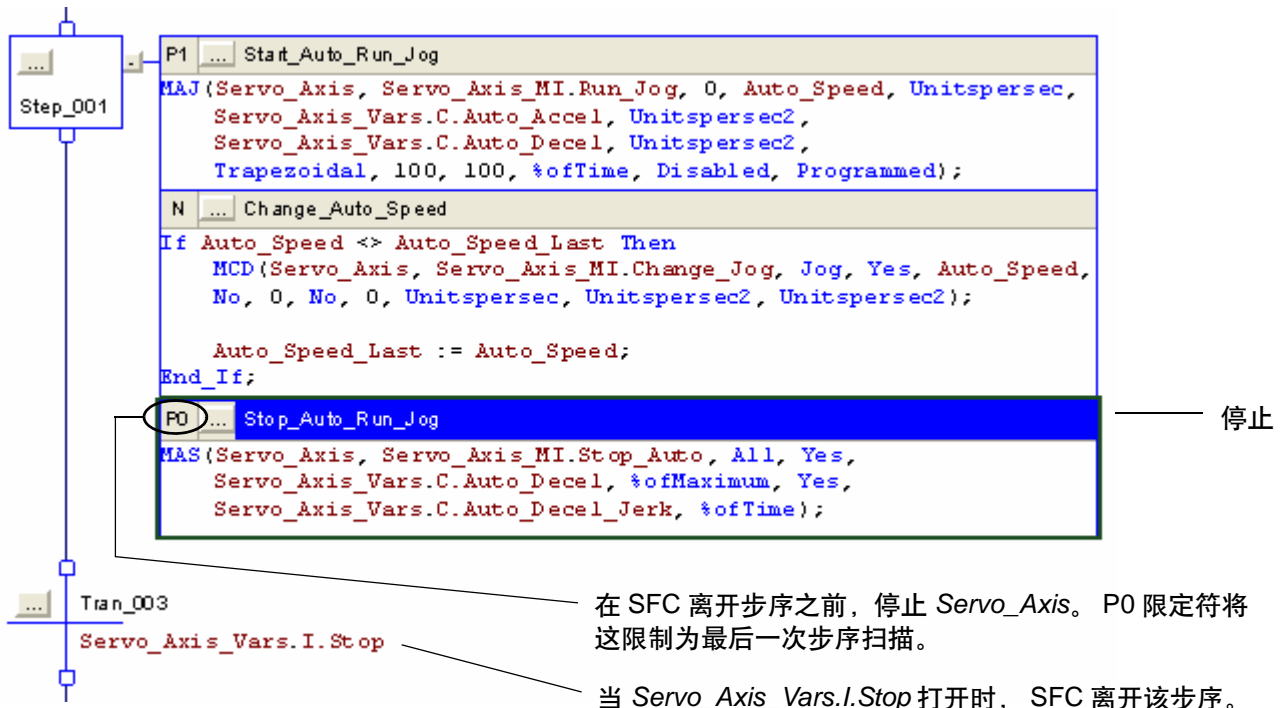 ...
Step_001
-
P1 ... Start_Auto_Run_Jog
MAJ(Servo_Axis, Servo_Axis_MI.Run_Jog, 0, Auto_Speed, Unitspersec,
Servo_Axis_Vars.C.Auto_Accel, Unitspersec2,
Servo_Axis_Vars.C.Auto_Decel, Unitspersec2,
Trapezoidal, 100, 100, %ofTime, Disabled, Programmed);
N ... Change_Auto_Speed
If Auto_Speed <> Auto_Speed_Last Then
MCD(Servo_Axis, Servo_Axis_MI.Change_Jog, Jog, Yes, Auto_Speed,
No, 0, No, 0, Unitspersec, Unitspersec2, Unitspersec2);
Auto_Speed_Last := Auto_Speed;
End_If;
P0 ... Stop_Auto_Run_Jog
停止
MAS(Servo_Axis, Servo_Axis_MI.Stop_Auto, All, Yes,
Servo_Axis_Vars.C.Auto_Decel, %ofMaximum, Yes,
Servo_Axis_Vars.C.Auto_Decel_Jerk, %ofTime);
... Tran_003
Servo_Axis_Vars.I.Stop
在 SFC 离开步序之前，停止 Servo_Axis。 P0 限定符将
这限制为最后一次步序扫描。
当 Servo_Axis_Vars.I.Stop 打开时， SFC 离开该步序。